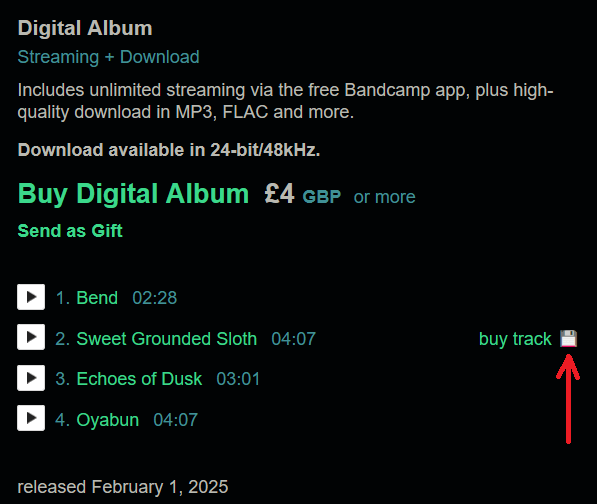 Digital Album
Streaming + Download
Includes unlimited streaming via the free Bandcamp app, plus high-
quality download in MP3, FLAC and more.
Download available in 24-bit/48kHz.
Buy Digital Album £4 GBP or more
Send as Gift
1. Bend 02:28
2. Sweet Grounded Sloth 04:07 buy track 💾
3. Echoes of Dusk 03:01
4. Oyabun 04:07
released February 1, 2025